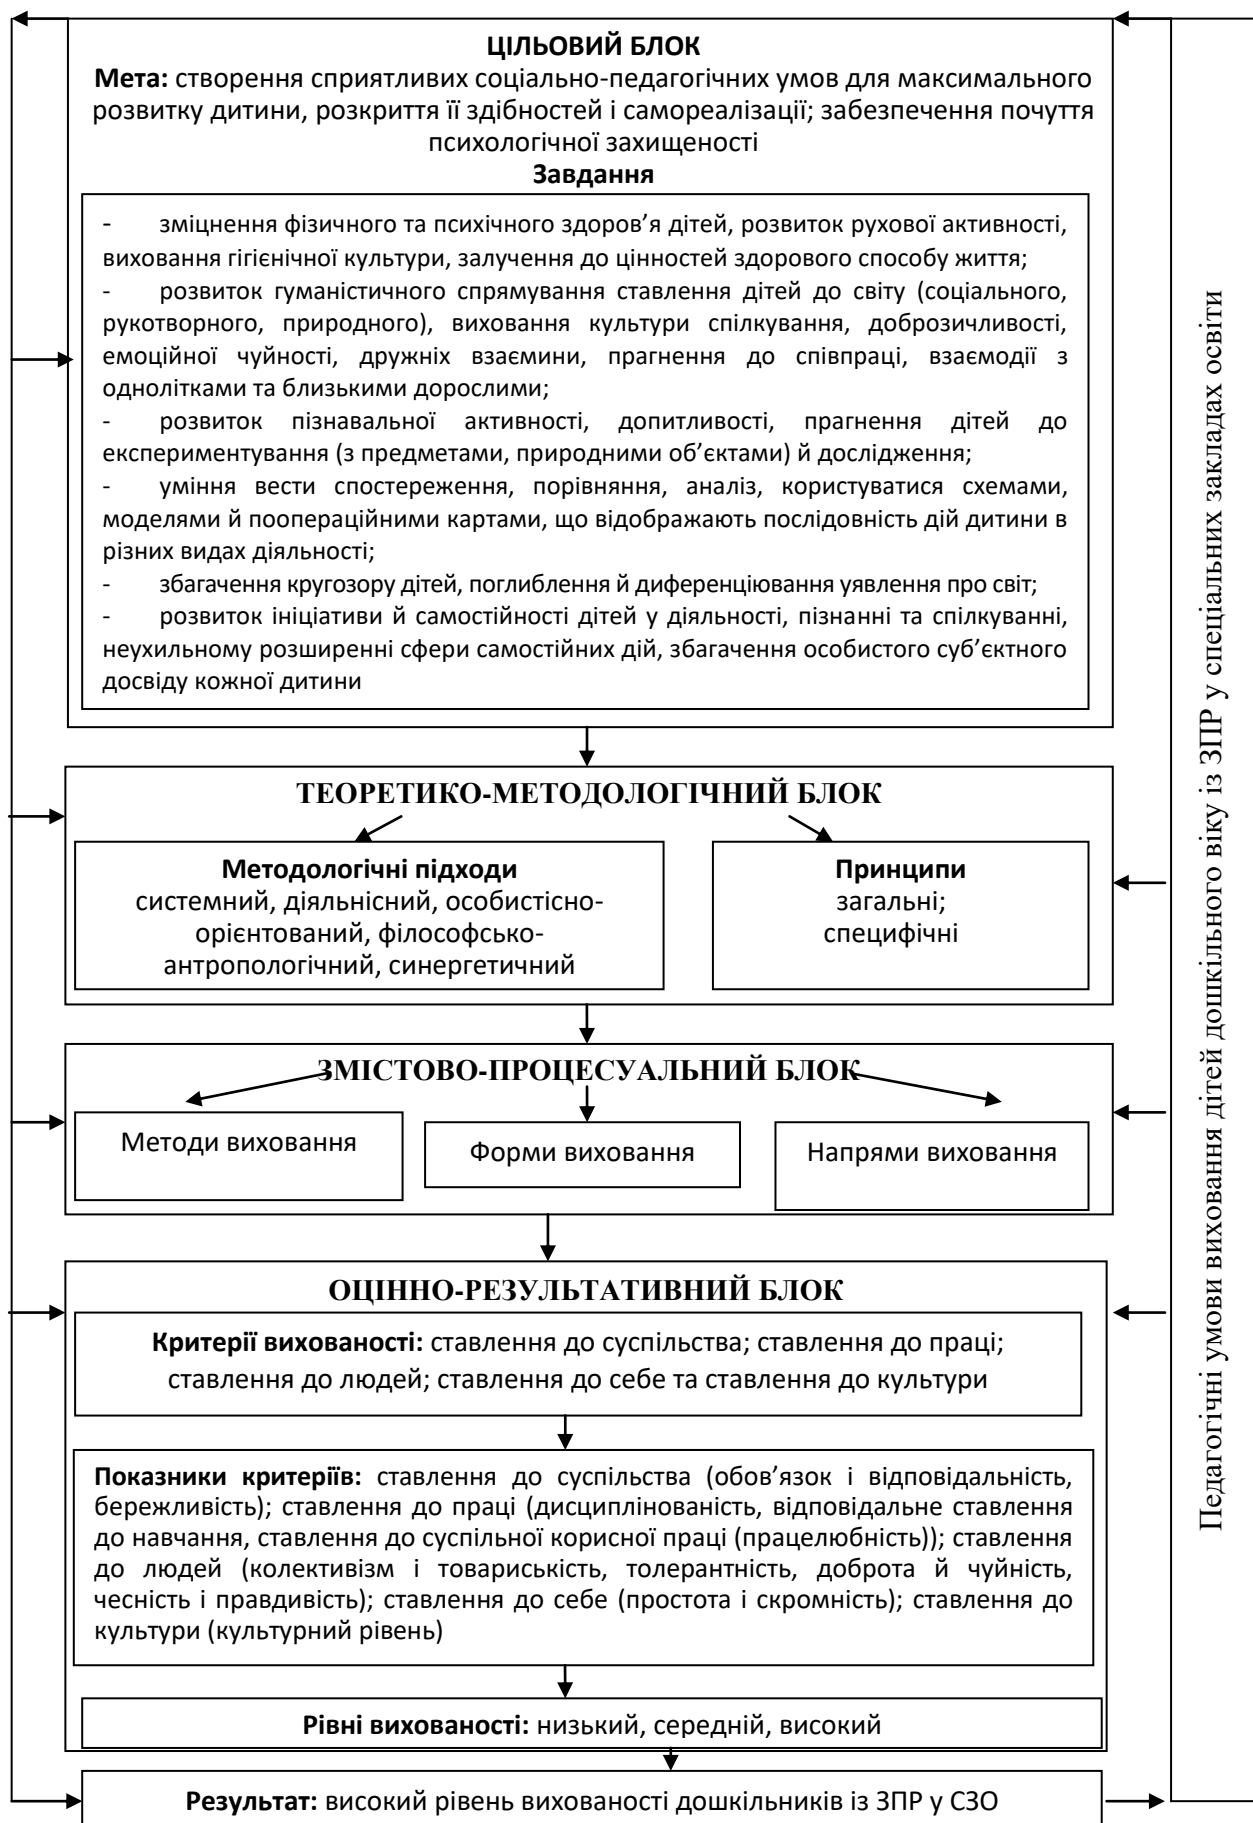 ЦІЛЬОВИЙ БЛОК
Мета: створення сприятливих соціально-педагогічних умов для максимального
розвитку дитини, розкриття її здібностей і самореалізації; забезпечення почуття
психологічної захищеності
Завдання
- зміцнення фізичного та психічного здоров’я дітей, розвиток рухової активності,
виховання гігієнічної культури, залучення до цінностей здорового способу життя;
- розвиток гуманістичного спрямування ставлення дітей до світу (соціального,
рукотворного, природного), виховання культури спілкування, доброзичливості,
емоційної чуйності, дружніх взаємини, прагнення до співпраці, взаємодії з
однолітками та близькими дорослими;
- розвиток пізнавальної активності, допитливості, прагнення дітей до
експериментування (з предметами, природними об’єктами) й дослідження;
- уміння вести спостереження, порівняння, аналіз, користуватися схемами,
моделями й поопераційними картами, що відображають послідовність дій дитини в
різних видах діяльності;
- збагачення кругозору дітей, поглиблення й диференціювання уявлення про світ;
- розвиток ініціативи й самостійності дітей у діяльності, пізнанні та спілкуванні,
неухильному розширенні сфери самостійних дій, збагачення особистого суб’єктного
досвіду кожної дитини
ТЕОРЕТИКО-МЕТОДОЛОГІЧНИЙ БЛОК
Методологічні підходи
системний, діяльнісний, особистісно-
орієнтований, філософсько-
антропологічний, синергетичний
Принципи
загальні;
специфічні
ЗМІСТОВО-ПРОЦЕСУАЛЬНИЙ БЛОК
Методи виховання
Форми виховання
Напрями виховання
ОЦІННО-РЕЗУЛЬТАТИВНИЙ БЛОК
Критерії вихованості: ставлення до суспільства; ставлення до праці;
ставлення до людей; ставлення до себе та ставлення до культури
Показники критеріїв: ставлення до суспільства (обов’язок і відповідальність,
бережливість); ставлення до праці (дисциплінованість, відповідальне ставлення
до навчання, ставлення до суспільної корисної праці (працелюбність)); ставлення
до людей (колективізм і товариськість, толерантність, доброта й чуйність,
чесність і правдивість); ставлення до себе (простота і скромність); ставлення до
культури (культурний рівень)
Рівні вихованості: низький, середній, високий
Результат: високий рівень вихованості дошкільників із ЗПР у СЗО
Педагогічні умови виховання дітей дошкільного віку із ЗПР у спеціальних закладах освіти